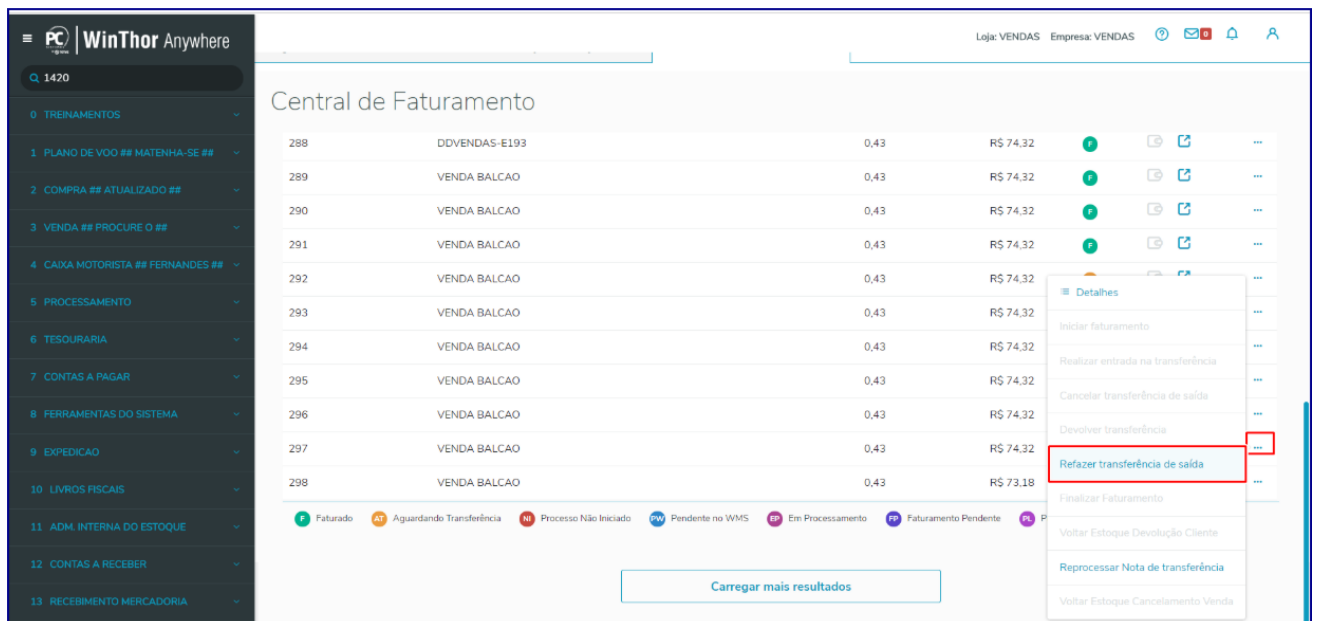 PC WinThor Anywhere
Loja: VENDAS Empresa: VENDAS 0
1420
Central de Faturamento
0 TREINAMENTOS
1 PLANO DE VOO ## MATENHA-SE ##
2 COMPRA ## ATUALIZADO ##
3 VENDA ## PROCURE O ##
4 CAIXA MOTORISTA ## FERNANDES ##
5 PROCESSAMENTO
6 TESOURARIA
7 CONTAS A PAGAR
8 FERRAMENTAS DO SISTEMA
9 EXPEDICAO
10 LIVROS FISCAIS
11 ADM. INTERNA DO ESTOQUE
12 CONTAS A RECEBER
13 RECEBIMENTO MERCADORIA
288 DDVENDAS-E193 0,43 R$ 74,32 F ...
289 VENDA BALCAO 0,43 R$ 74,32 F ...
290 VENDA BALCAO 0,43 R$ 74,32 F ...
291 VENDA BALCAO 0,43 R$ 74,32 F ...
292 VENDA BALCAO 0,43 R$ 74,32 ...
293 VENDA BALCAO 0,43 R$ 74,32 ...
294 VENDA BALCAO 0,43 R$ 74,32 ...
295 VENDA BALCAO 0,43 R$ 74,32 ...
296 VENDA BALCAO 0,43 R$ 74,32 ...
297 VENDA BALCAO 0,43 R$ 74,32 ...
298 VENDA BALCAO 0,43 R$ 73,18 ...
Detalhes
Iniciar faturamento
Realizar entrada na transferência
Cancelar transferência de saída
Devolver transferência
Refazer transferência de saída
Finalizar Faturamento
Voltar Estoque Devolução Cliente
Reprocessar Nota de transferência
Voltar Estoque Cancelamento Venda
F Faturado AT Aguardando Transferência NI Processo Não Iniciado PW Pendente no WMS EP Em Processamento FP Faturamento Pendente PL P
Carregar mais resultados